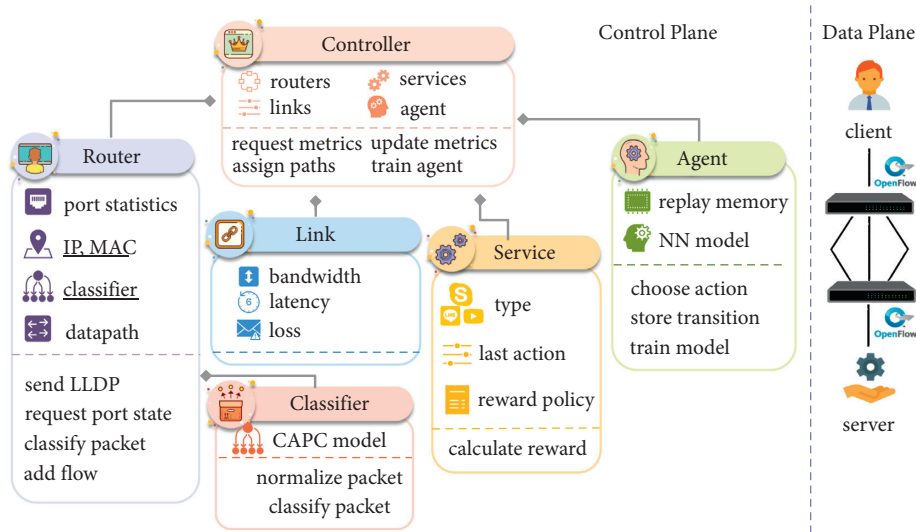 Controller
routers
services
links
agent
request metrics
update metrics
assign paths
train agent
Control Plane
Data Plane
client
OpenFlow
OpenFlow
server
Router
port statistics
IP, MAC
classifier
datapath
send LLDP
request port state
classify packet
add flow
Link
bandwidth
6
latency
loss
Classifier
CAPC model
normalize packet
classify packet
Service
S
LINE
type
last action
reward policy
calculate reward
Agent
replay memory
NN model
choose action
store transition
train model